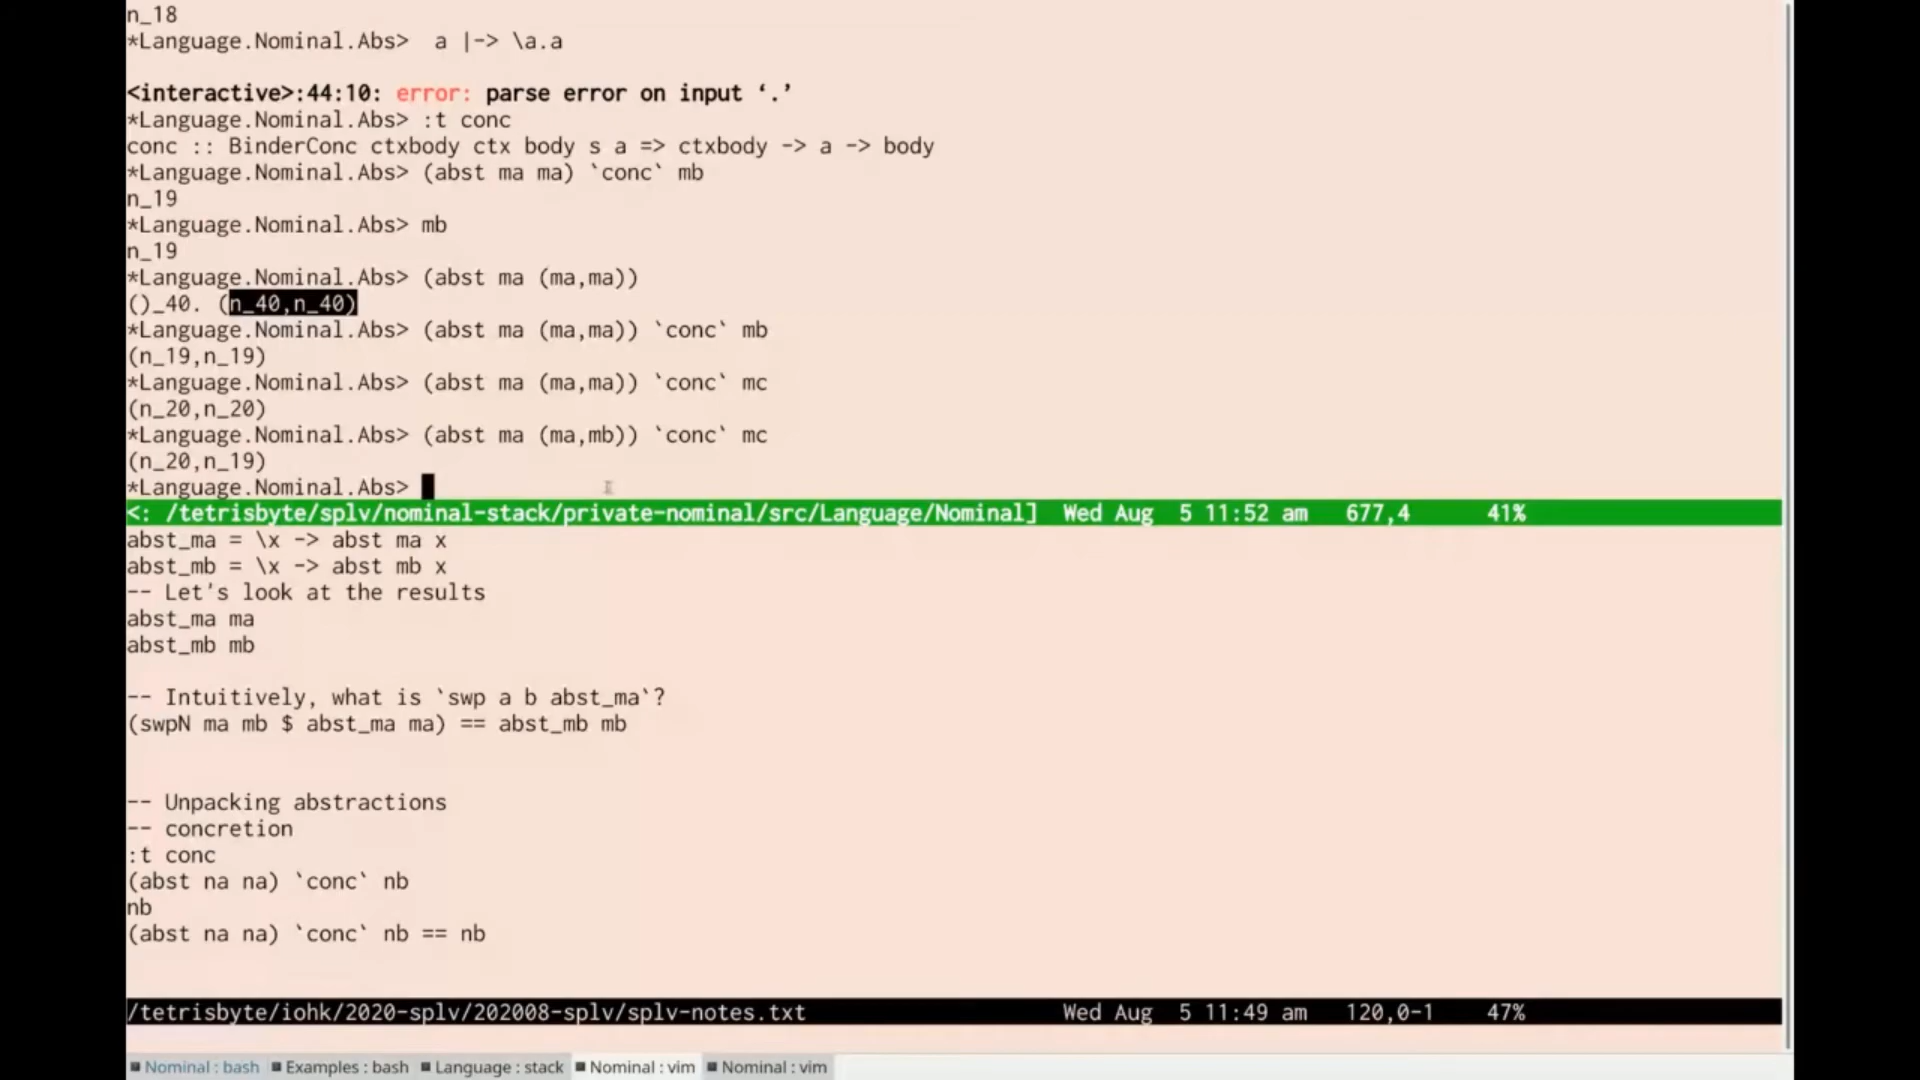 n_18
*Language.Nominal.Abs>  a |-> \a.a
<interactive>:44:10: error: parse error on input ‘.’
*Language.Nominal.Abs> :t conc
conc :: BinderConc ctxbody ctx body s a => ctxbody -> a -> body
*Language.Nominal.Abs> (abst ma ma) `conc` mb
n_19
*Language.Nominal.Abs> mb
n_19
*Language.Nominal.Abs> (abst ma (ma,ma))
()_40. (n_40,n_40)
*Language.Nominal.Abs> (abst ma (ma,ma)) `conc` mb
(n_19,n_19)
*Language.Nominal.Abs> (abst ma (ma,ma)) `conc` mc
(n_20,n_20)
*Language.Nominal.Abs> (abst ma (ma,mb)) `conc` mc
(n_20,n_19)
*Language.Nominal.Abs>
<: /tetrisbyte/splv/nominal-stack/private-nominal/src/Language/Nominal]  Wed Aug  5 11:52 am   677,4      41%
abst_ma = \x -> abst ma x
abst_mb = \x -> abst mb x
-- Let's look at the results
abst_ma ma
abst_mb mb
-- Intuitively, what is `swp a b abst_ma`?
(swpN ma mb $ abst_ma ma) == abst_mb mb
-- Unpacking abstractions
-- concretion
:t conc
(abst na na) `conc` nb
nb
(abst na na) `conc` nb == nb
/tetrisbyte/iohk/2020-splv/202008-splv/splv-notes.txt                    Wed Aug  5 11:49 am   120,0-1    47%
Nominal : bash  Examples : bash  Language : stack  Nominal : vim  Nominal : vim